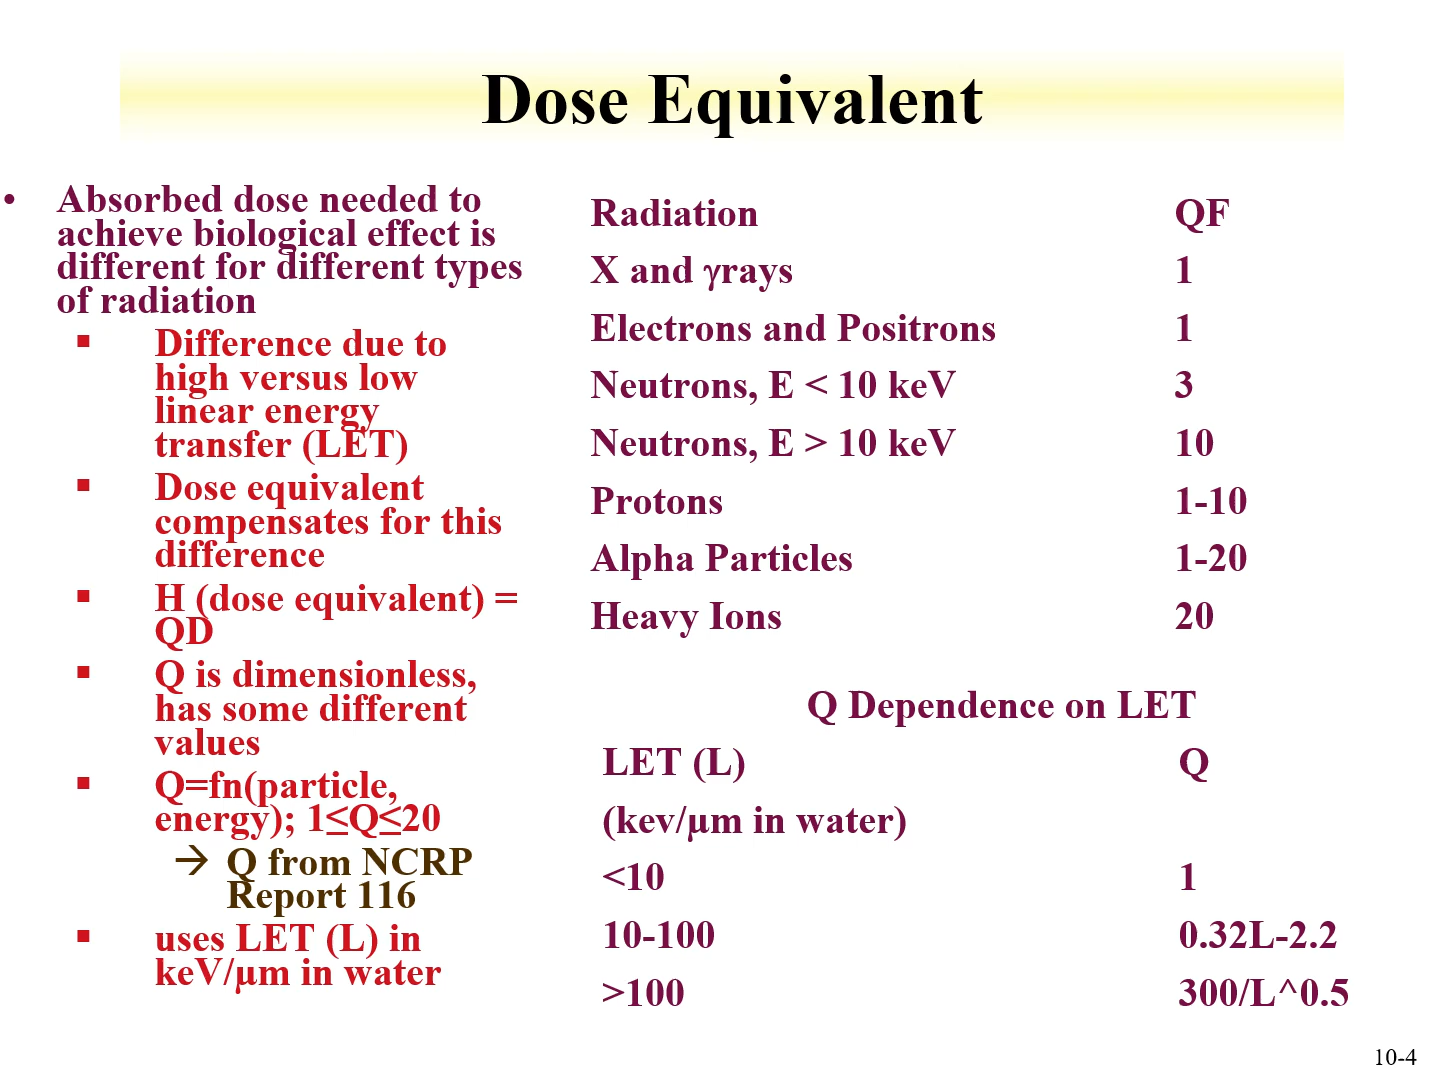 Dose Equivalent
• Absorbed dose needed to
achieve biological effect is
different for different types
of radiation
▪ Difference due to
high versus low
linear energy
transfer (LET)
▪ Dose equivalent
compensates for this
difference
▪ H (dose equivalent) =
QD
▪ Q is dimensionless,
has some different
values
▪ Q=fn(particle,
energy); 1≤Q≤20
→ Q from NCRP
Report 116
▪ uses LET (L) in
keV/μm in water
Radiation QF
X and γrays 1
Electrons and Positrons 1
Neutrons, E < 10 keV 3
Neutrons, E > 10 keV 10
Protons 1-10
Alpha Particles 1-20
Heavy Ions 20
Q Dependence on LET
LET (L) Q
(kev/μm in water)
<10 1
10-100 0.32L-2.2
>100 300/L^0.5
10-4